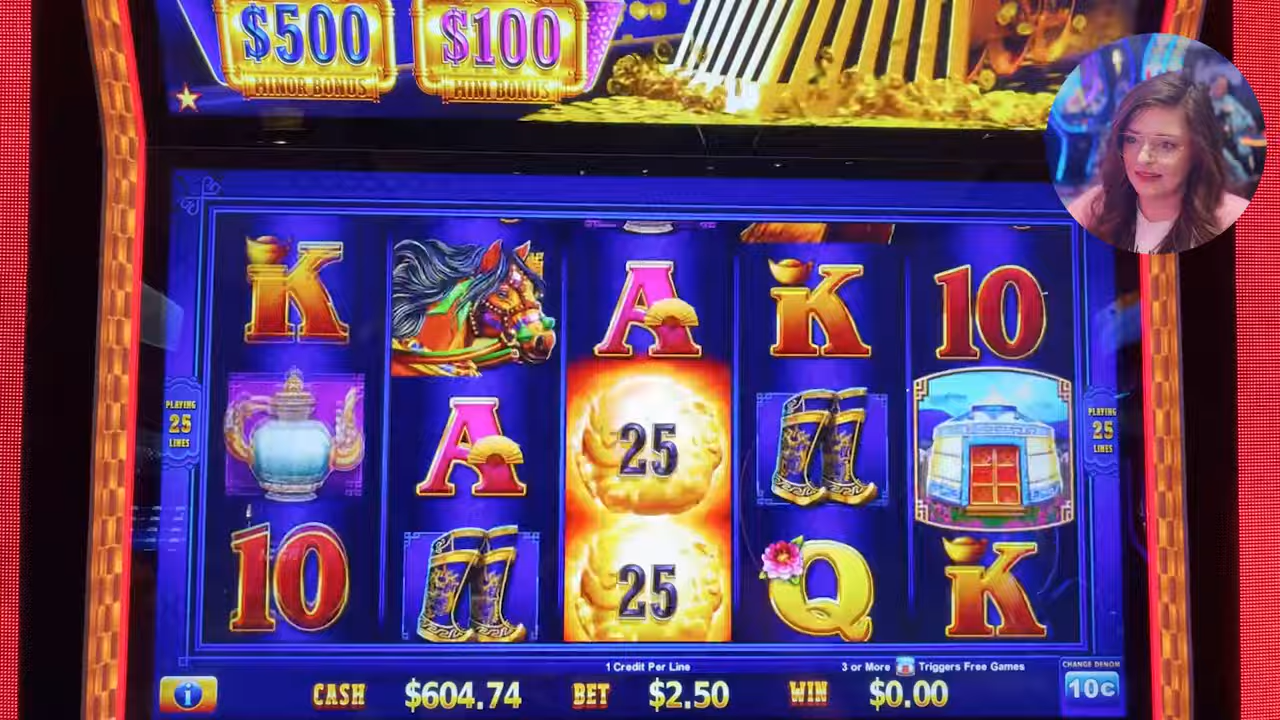 $500 $100
MINOR BONUS MINI BONUS
K A K 10
PLAYING 25 LINES
A 25
PLAYING 25 LINES
10 25 Q K
1 Credit Per Line 3 or More Triggers Free Games
CHANGE DENOM
CASH $604.74 BET $2.50 WIN $0.00 10¢
i